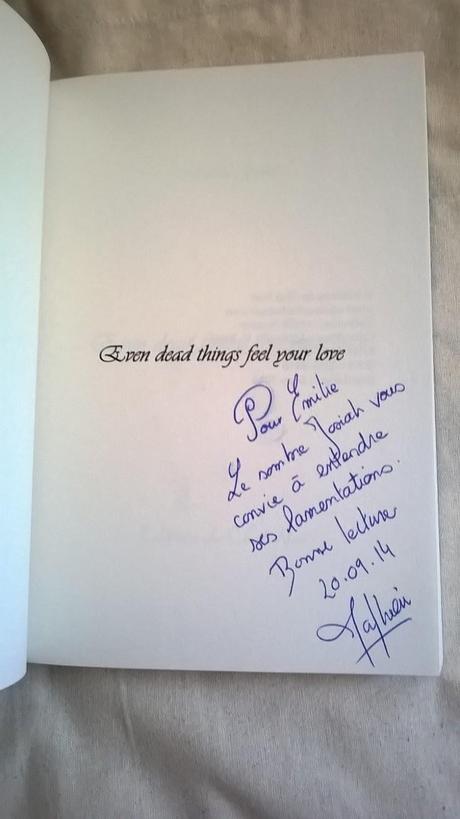 Even dead things feel your love
Pour Emilie
Le sombre Josiah vous
convie à entendre
ses lamentations.
Bonne lecture
20.09.14
Mathieu